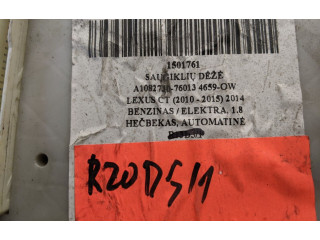 1501761
SAUGIKLIŲ DĖŽĖ
A1082730-76013 4659-OW
LEXUS CT (2010 - 2015) 2014
BENZINAS / ELEKTRA, 1.8
HEČBEKAS, AUTOMATINĖ
R20DS11